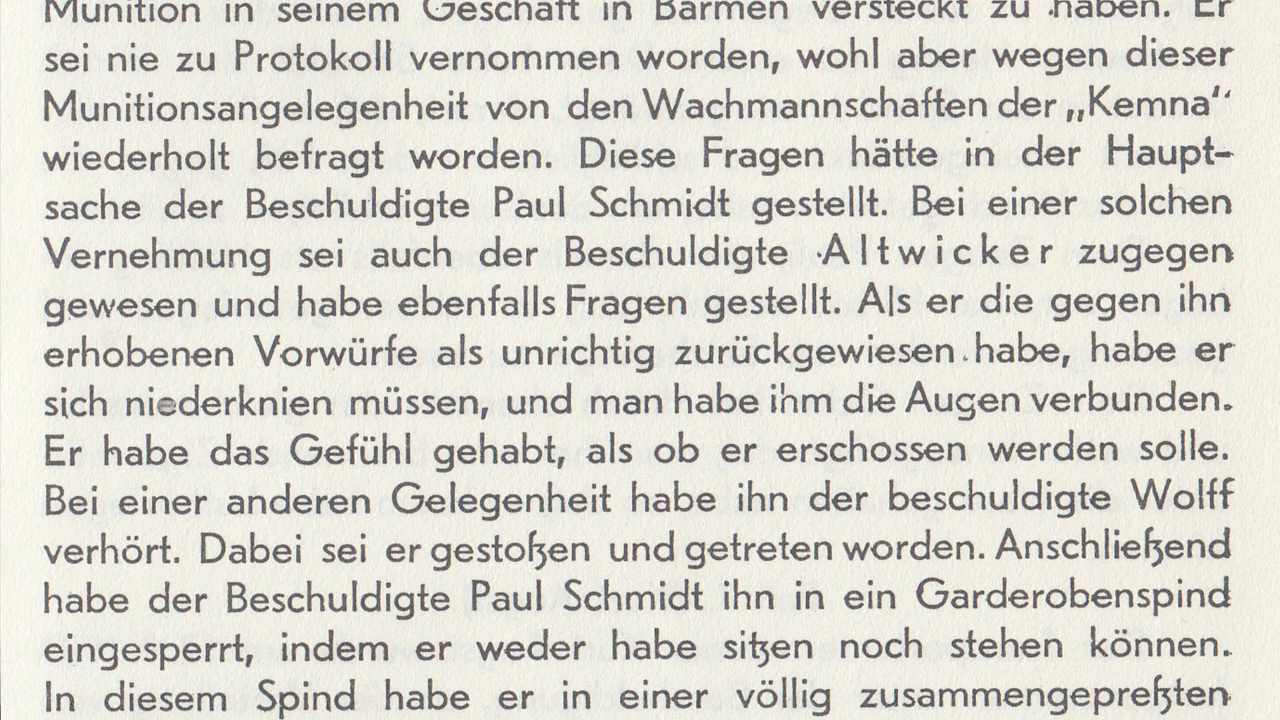 Munition in seinem Geschäft in Barmen versteckt zu haben. Er
sei nie zu Protokoll vernommen worden, wohl aber wegen dieser
Munitionsangelegenheit von den Wachmannschaften der „Kemna“
wiederholt befragt worden. Diese Fragen hätte in der Haupt-
sache der Beschuldigte Paul Schmidt gestellt. Bei einer solchen
Vernehmung sei auch der Beschuldigte A l t w i c k e r zugegen
gewesen und habe ebenfalls Fragen gestellt. Als er die gegen ihn
erhobenen Vorwürfe als unrichtig zurückgewiesen habe, habe er
sich niederknien müssen, und man habe ihm die Augen verbunden.
Er habe das Gefühl gehabt, als ob er erschossen werden solle.
Bei einer anderen Gelegenheit habe ihn der beschuldigte Wolff
verhört. Dabei sei er gestoßen und getreten worden. Anschließend
habe der Beschuldigte Paul Schmidt ihn in ein Garderobenspind
eingesperrt, indem er weder habe sitzen noch stehen können.
In diesem Spind habe er in einer völlig zusammengepreßten